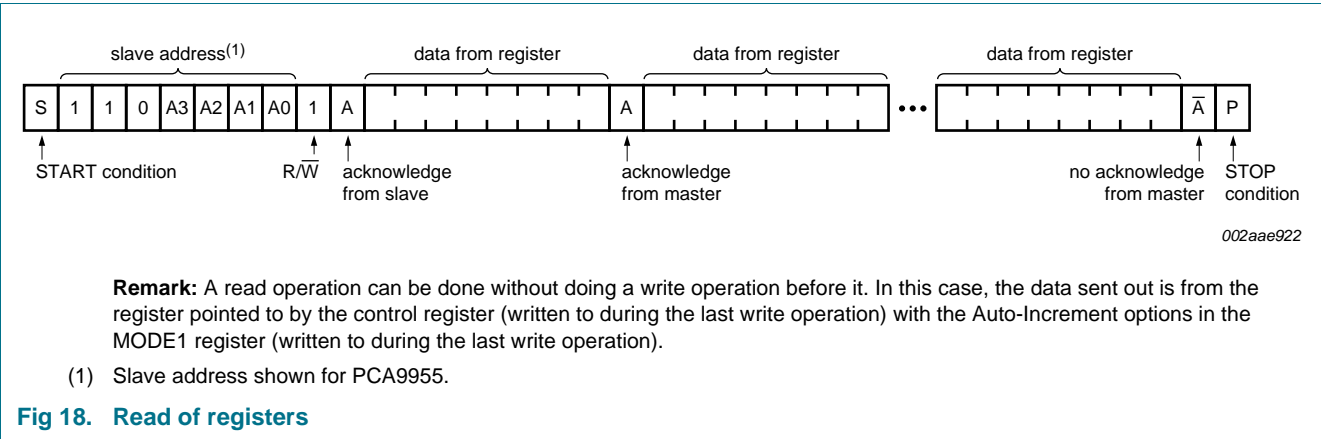 slave address(1) data from register data from register data from register
S 1 1 0 A3 A2 A1 A0 1 A A ••• A̅ P
START condition R/W̅ acknowledge acknowledge no acknowledge STOP
from slave from master from master condition
002aae922
Remark: A read operation can be done without doing a write operation before it. In this case, the data sent out is from the
register pointed to by the control register (written to during the last write operation) with the Auto-Increment options in the
MODE1 register (written to during the last write operation).
(1) Slave address shown for PCA9955.
Fig 18. Read of registers